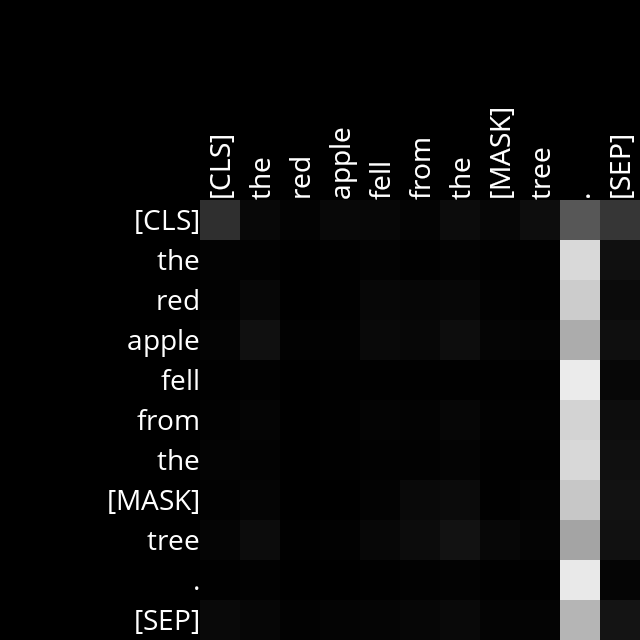 [CLS] the red apple fell from the [MASK] tree . [SEP]
[CLS]
the
red
apple
fell
from
the
[MASK]
tree
.
[SEP]